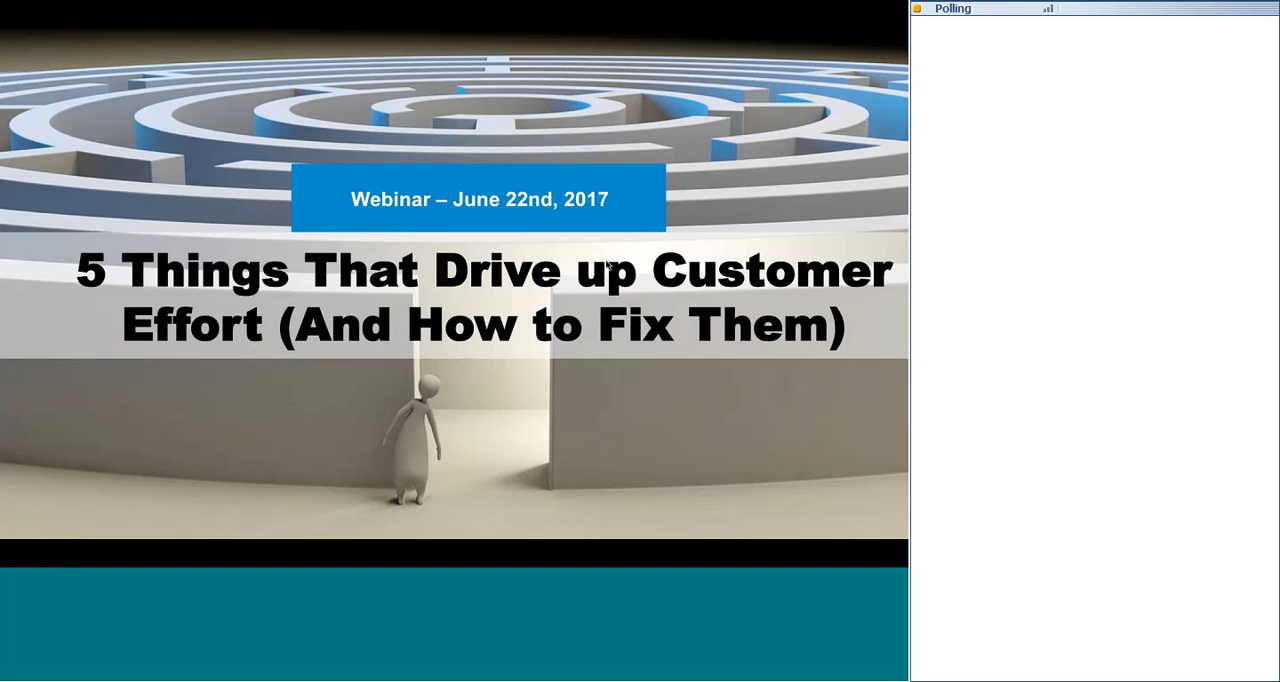 Polling
Webinar – June 22nd, 2017
5 Things That Drive up Customer
Effort (And How to Fix Them)